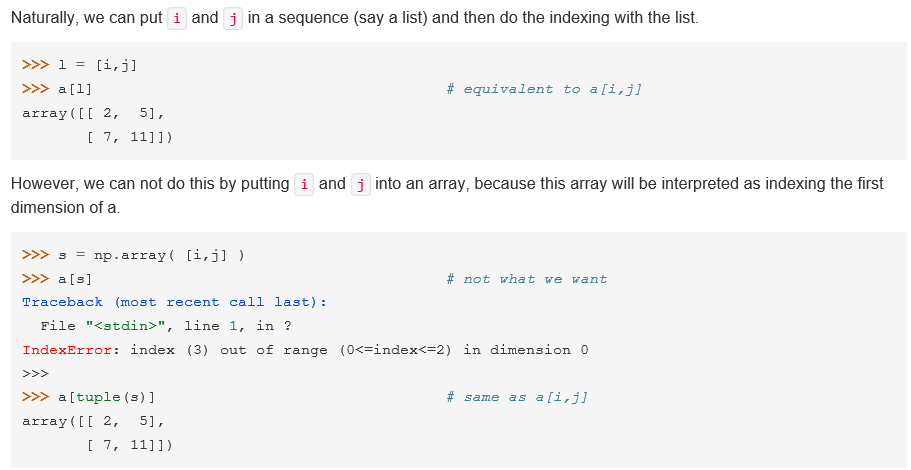 Naturally, we can put i and j in a sequence (say a list) and then do the indexing with the list.
>>> l = [i,j]
>>> a[l]                                       # equivalent to a[i,j]
array([[ 2,  5],
       [ 7, 11]])
However, we can not do this by putting i and j into an array, because this array will be interpreted as indexing the first
dimension of a.
>>> s = np.array( [i,j] )
>>> a[s]                                       # not what we want
Traceback (most recent call last):
  File "<stdin>", line 1, in ?
IndexError: index (3) out of range (0<=index<=2) in dimension 0
>>>
>>> a[tuple(s)]                                # same as a[i,j]
array([[ 2,  5],
       [ 7, 11]])